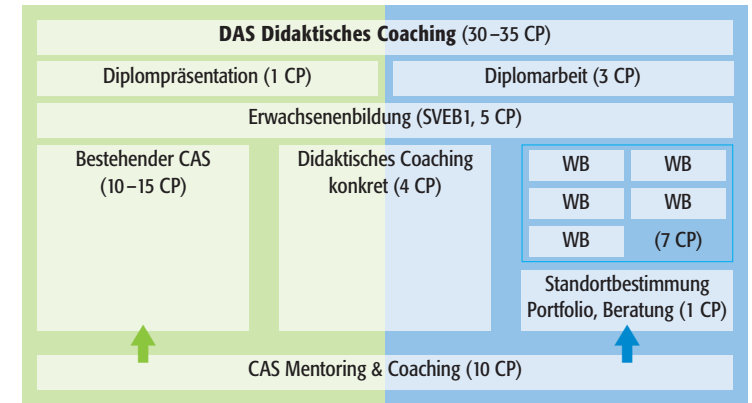 DAS Didaktisches Coaching (30–35 CP)
Diplompräsentation (1 CP)
Diplomarbeit (3 CP)
Erwachsenenbildung (SVEB1, 5 CP)
Bestehender CAS
(10–15 CP)
Didaktisches Coaching
konkret (4 CP)
WB
WB
WB
WB
WB
(7 CP)
Standortbestimmung
Portfolio, Beratung (1 CP)
CAS Mentoring & Coaching (10 CP)